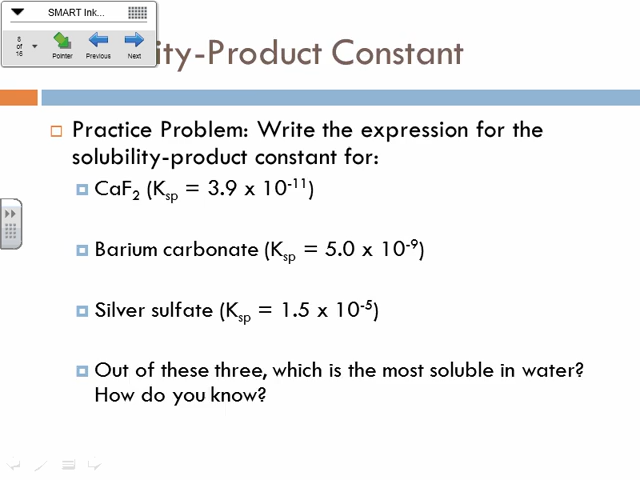 SMART Ink...
8
of
16
Pointer
Previous
Next
ity-Product Constant
Practice Problem: Write the expression for the
solubility-product constant for:
CaF₂ (Ksp = 3.9 x 10⁻¹¹)
Barium carbonate (Ksp = 5.0 x 10⁻⁹)
Silver sulfate (Ksp = 1.5 x 10⁻⁵)
Out of these three, which is the most soluble in water?
How do you know?